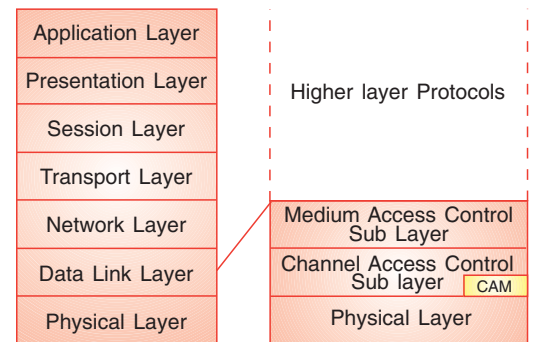 Application Layer
Presentation Layer
Session Layer
Transport Layer
Network Layer
Data Link Layer
Physical Layer
Higher layer Protocols
Medium Access Control
Sub Layer
Channel Access Control
Sub layer
CAM
Physical Layer